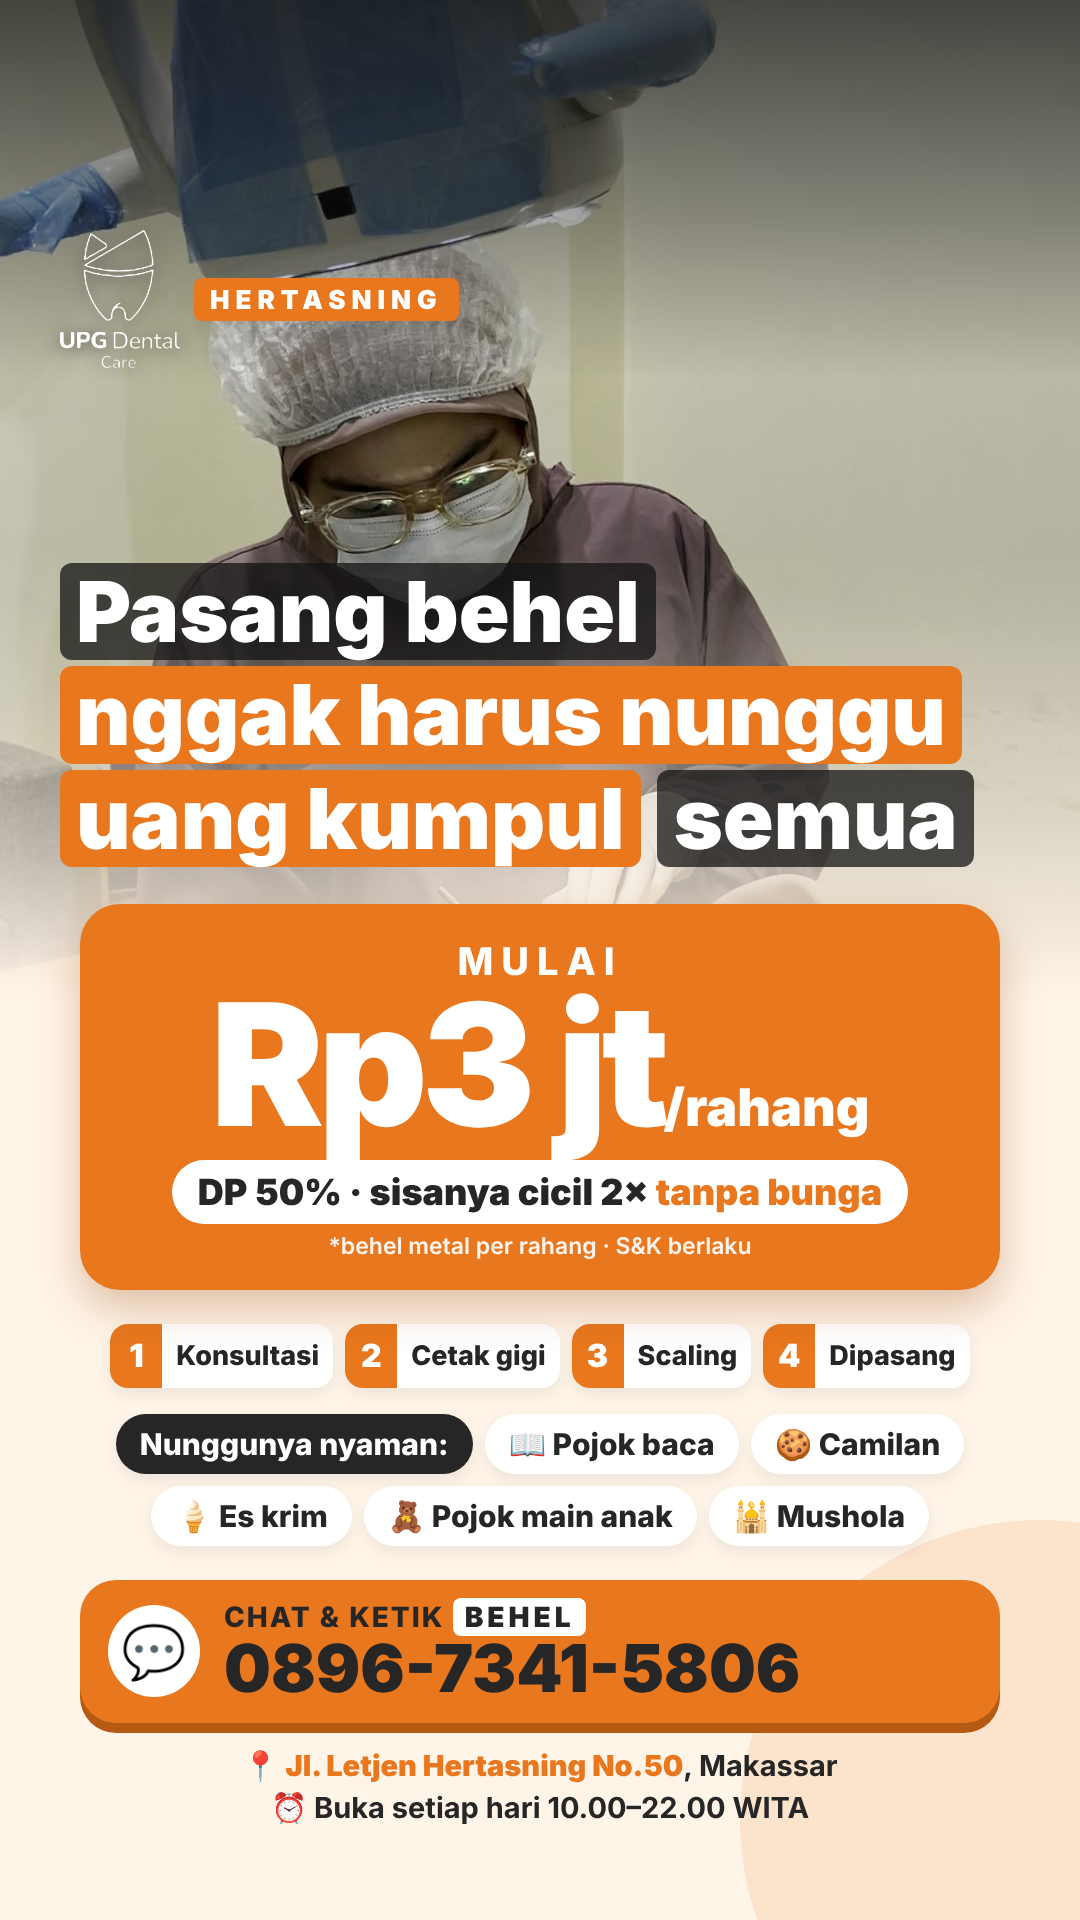 UPG Dental
Care
HERTASNING
Pasang behel
nggak harus nunggu
uang kumpul semua
MULAI
Rp3 jt/rahang
DP 50% · sisanya cicil 2× tanpa bunga
*behel metal per rahang · S&K berlaku
1 Konsultasi 2 Cetak gigi 3 Scaling 4 Dipasang
Nunggunya nyaman: 📖 Pojok baca 🍪 Camilan
🍦 Es krim 🧸 Pojok main anak 🕌 Mushola
CHAT & KETIK BEHEL
💬 0896-7341-5806
📍 Jl. Letjen Hertasning No.50, Makassar
⏰ Buka setiap hari 10.00–22.00 WITA